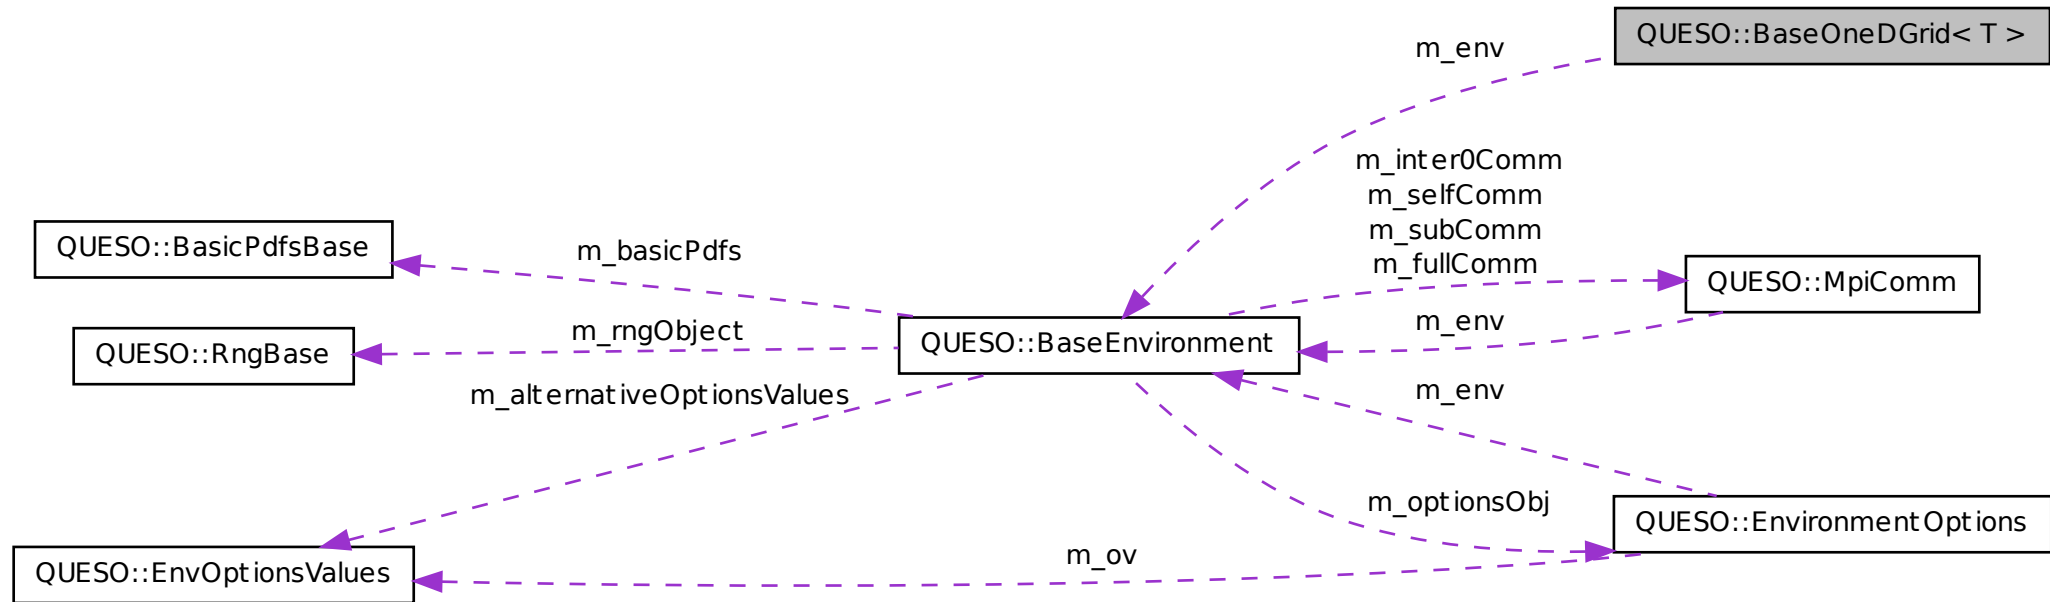 QUESO::BaseOneDGrid< T >
m_env
m_inter0Comm
m_selfComm
m_subComm
m_fullComm
QUESO::BasicPdfsBase
m_basicPdfs
QUESO::MpiComm
m_env
m_rngObject
QUESO::BaseEnvironment
QUESO::RngBase
m_alternativeOptionsValues
m_env
m_optionsObj
QUESO::EnvironmentOptions
m_ov
QUESO::EnvOptionsValues